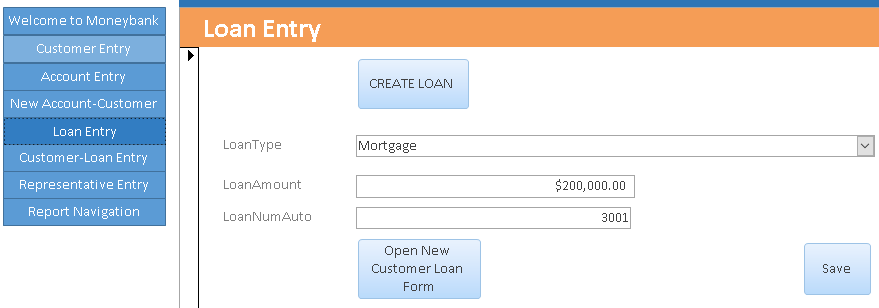 Welcome to Moneybank
Customer Entry
Account Entry
New Account-Customer
Loan Entry
Customer-Loan Entry
Representative Entry
Report Navigation
Loan Entry
CREATE LOAN
LoanType
Mortgage
LoanAmount
$200,000.00
LoanNumAuto
3001
Open New
Customer Loan
Form
Save